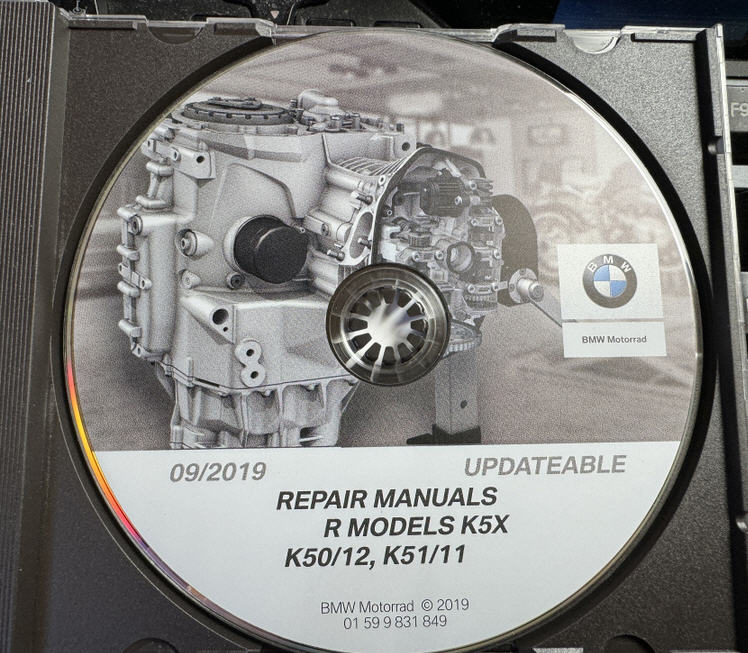 F9
BMW
BMW Motorrad
09/2019 UPDATEABLE
REPAIR MANUALS
R MODELS K5X
K50/12, K51/11
BMW Motorrad © 2019
01 59 9 831 849